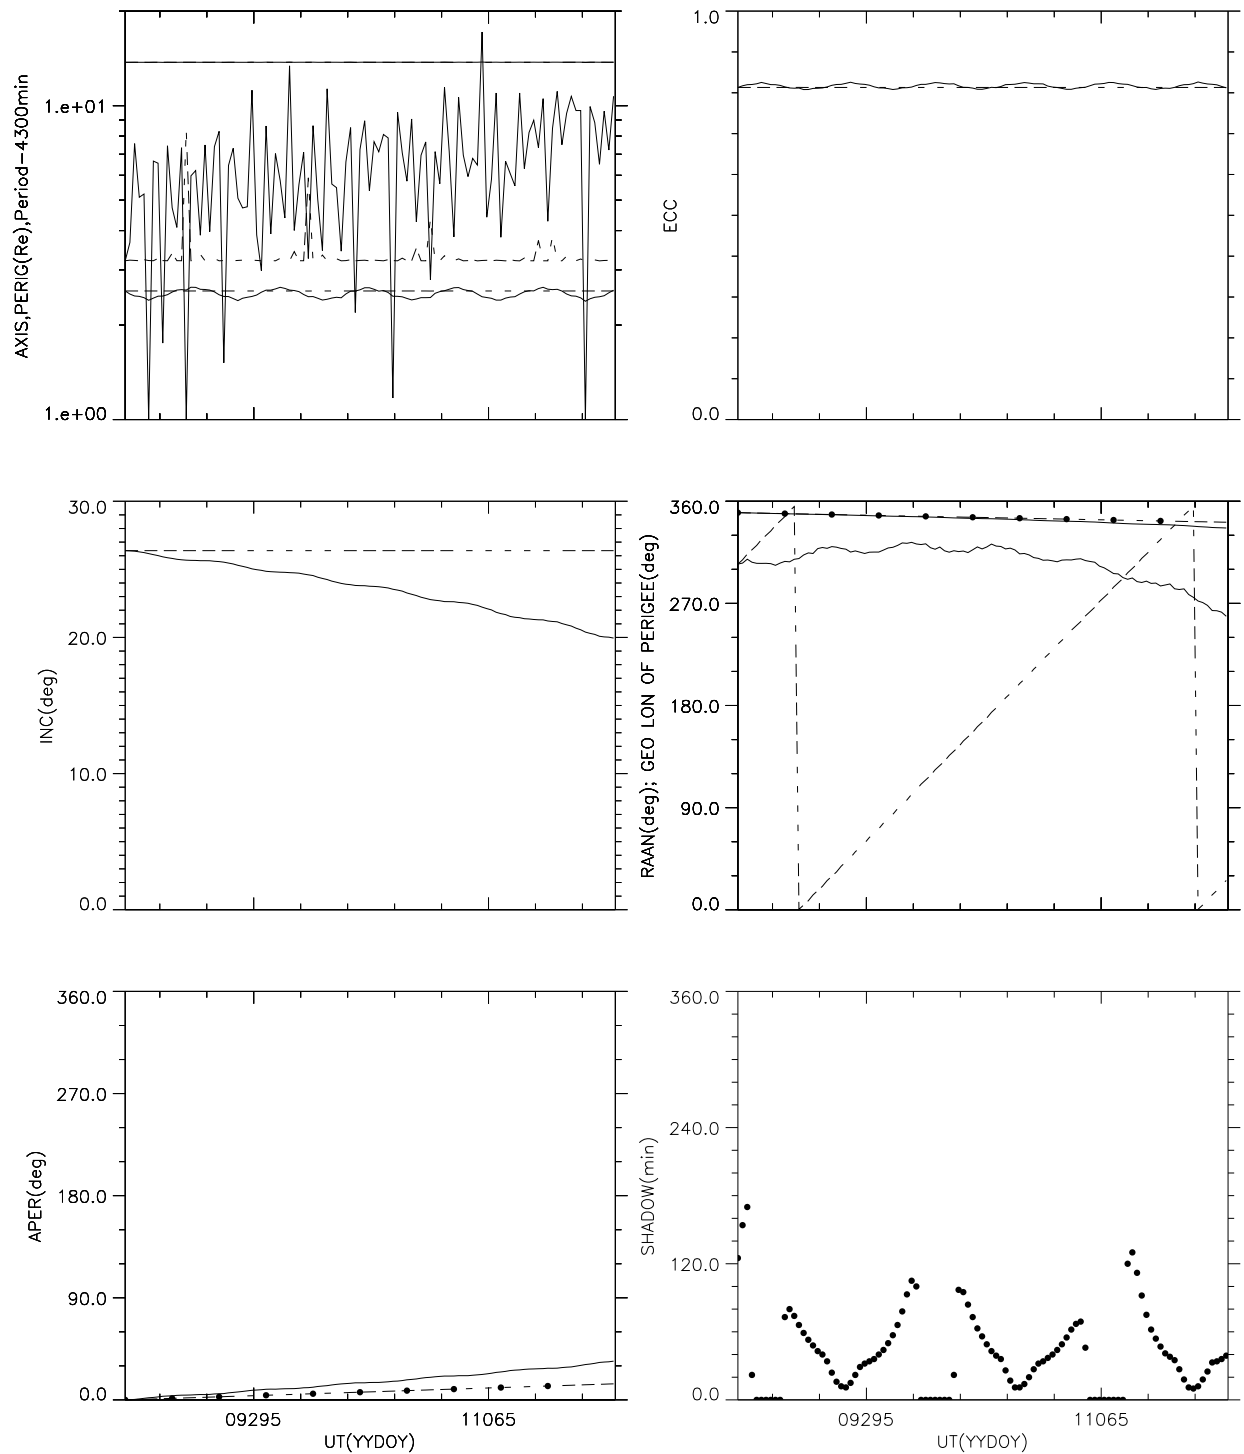 AXIS,PERIG(Re),Period-4300min
1.e+01
1.e+00
ECC
1.0
0.0
INC(deg)
30.0
20.0
10.0
0.0
RAAN(deg); GEO LON OF PERIGEE(deg)
360.0
270.0
180.0
90.0
0.0
APER(deg)
360.0
270.0
180.0
90.0
0.0
09295
11065
UT(YYDOY)
SHADOW(min)
360.0
240.0
120.0
0.0
09295
11065
UT(YYDOY)